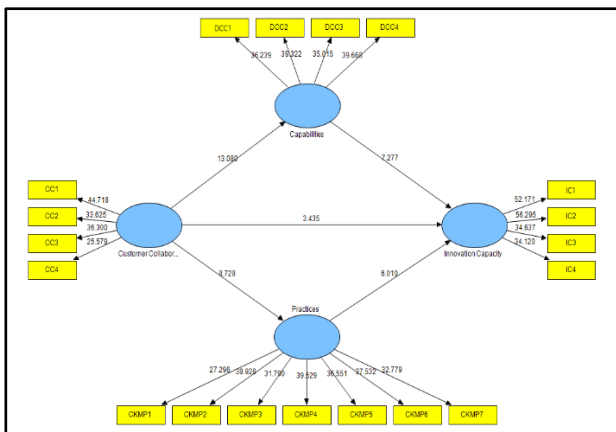 DCC1 DCC2 DCC3 DCC4
36.239 39.322 35.015 39.668
Capabilities
13.080 7.277
CC1
CC2
CC3
CC4
44.718
33.625
36.300
25.579
Customer Collabor...
3.435
IC1
IC2
IC3
IC4
52.171
56.295
34.637
34.120
Innovation Capacity
8.728 6.010
Practices
27.296 38.926 31.790 39.529 36.551 37.532 32.779
CKMP1 CKMP2 CKMP3 CKMP4 CKMP5 CKMP6 CKMP7